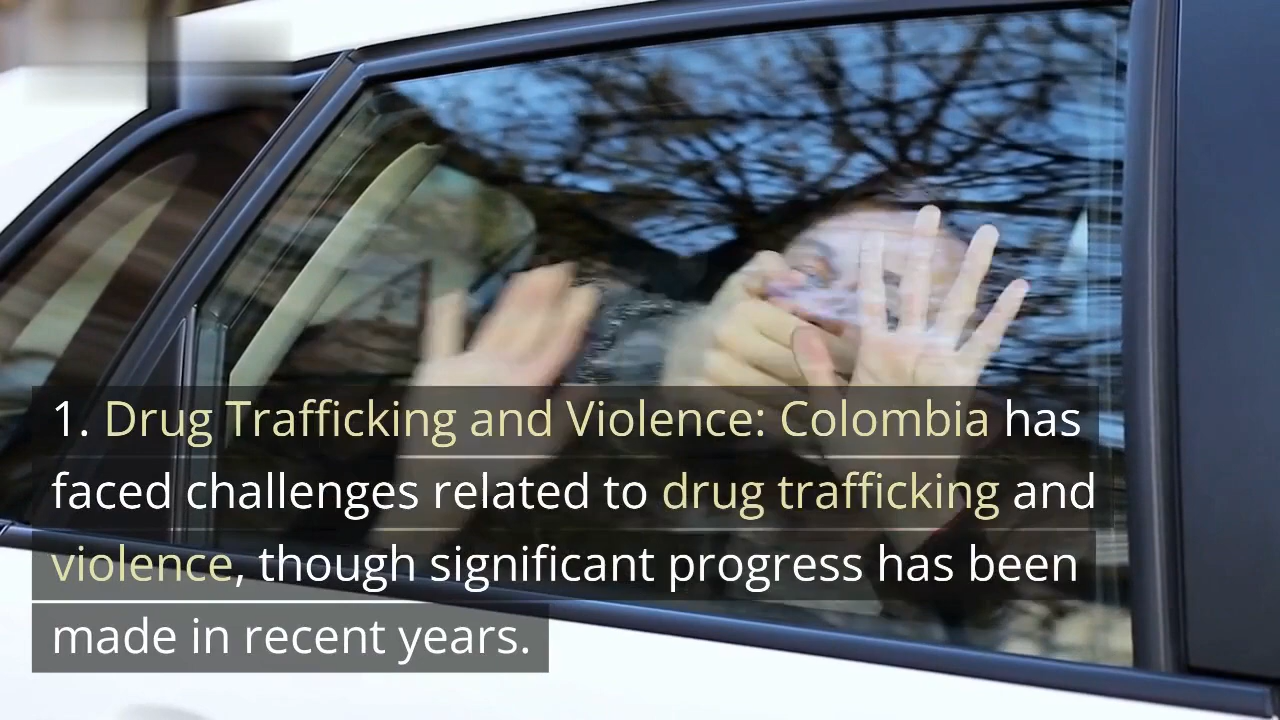 1. Drug Trafficking and Violence: Colombia has
faced challenges related to drug trafficking and
violence, though significant progress has been
made in recent years.